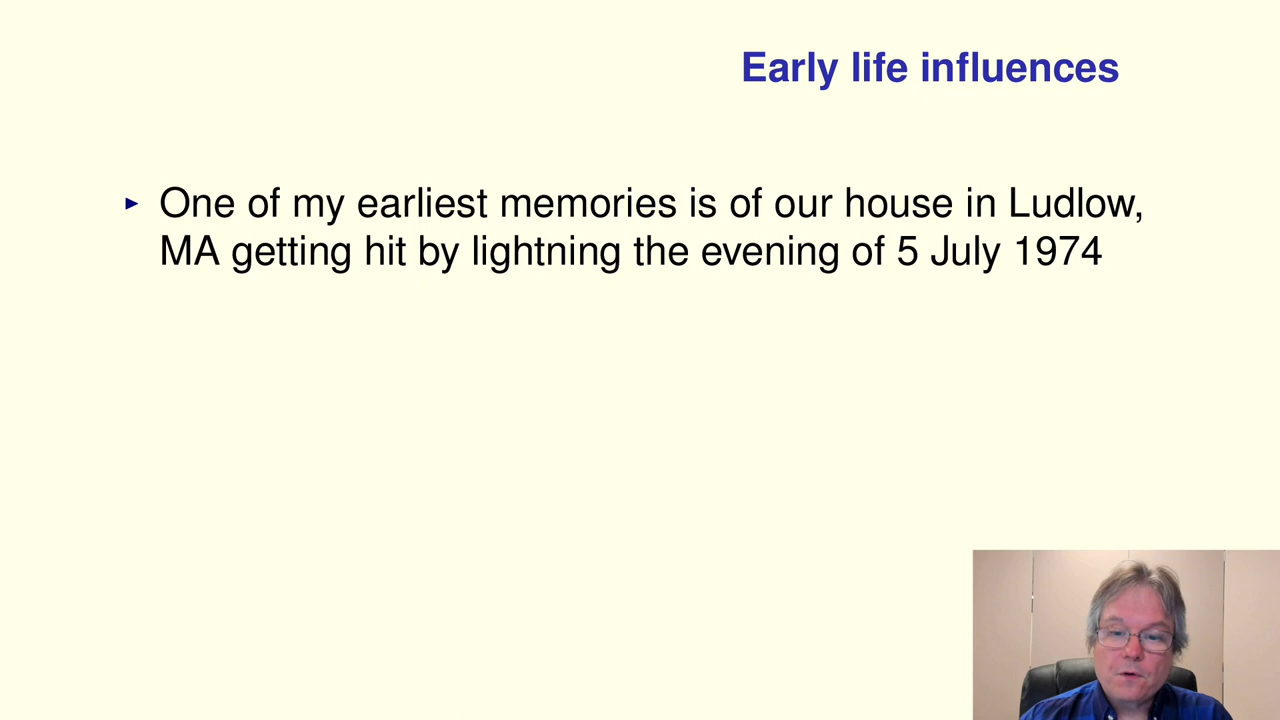 Early life influences
▸ One of my earliest memories is of our house in Ludlow,
MA getting hit by lightning the evening of 5 July 1974